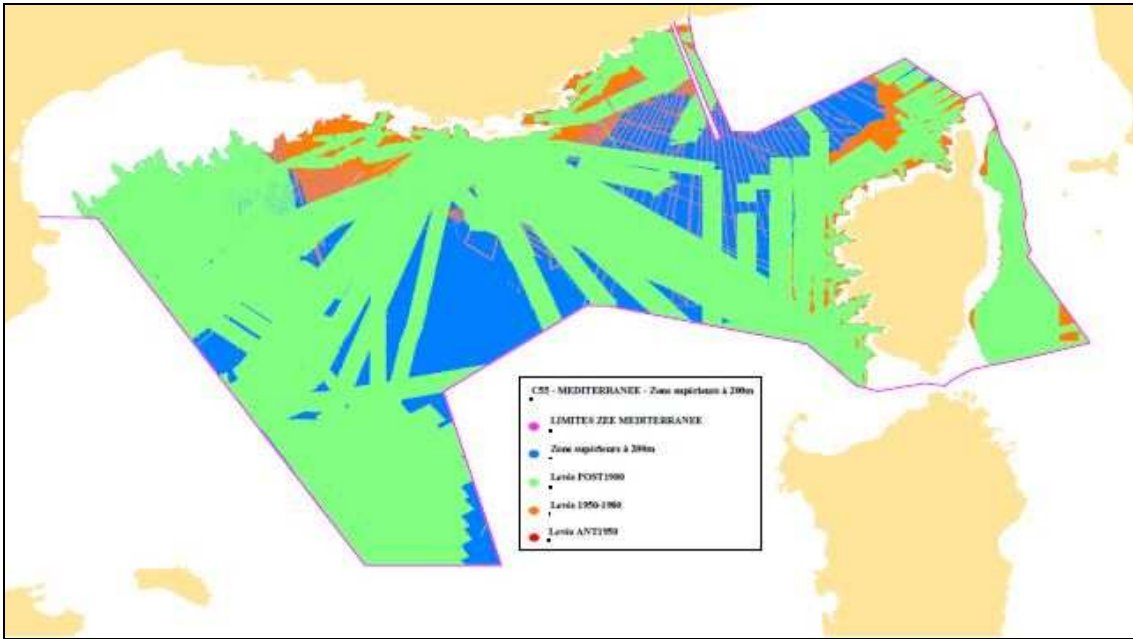 C55 - MEDITERRANEE - Zone supérieure à 200m
LIMITES ZEE MEDITERRANEE
Zone supérieure à 200m
Levés POST1980
Levés 1950-1980
Levés ANT1950